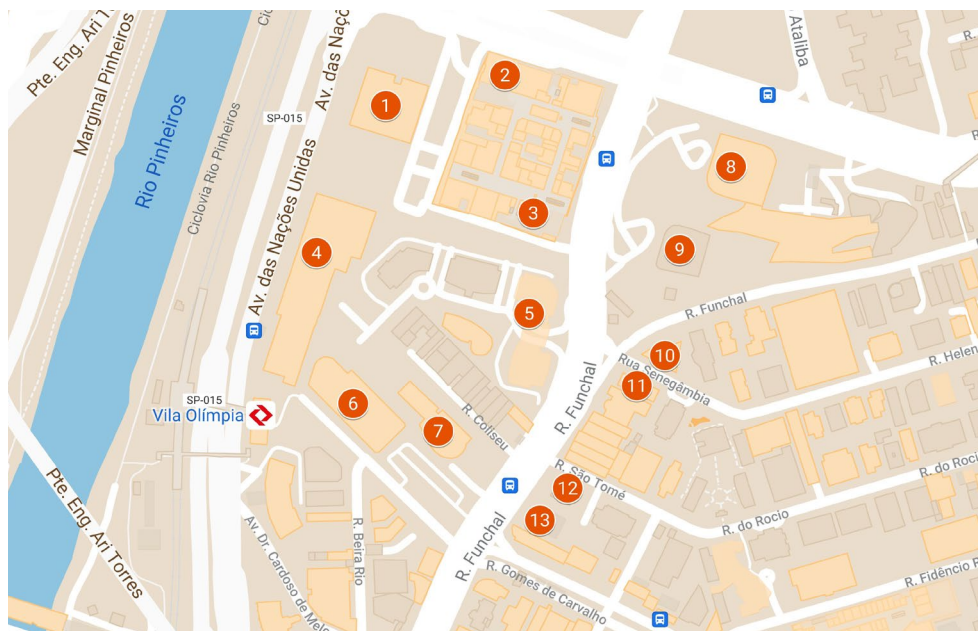 Pte. Eng. Ari
Marginal Pinheiros
Rio Pinheiros
Ciclovia Rio Pinheiros
SP-015
Av. das Naç
Av. das Nações Unidas
Ataliba
R.
1
2
3
4
5
6
7
8
9
10
11
12
13
R. Funchal
Rua Senegâmbia
R. Helen
SP-015
Vila Olímpia
R. Coliseu
R. Funchal
R. São Tomé
R. do Rocio
R. do Rocio
Pte. Eng. Ari Torres
Av. Dr. Cardoso de Melo
R. Beira Rio
R. Funchal
R. Gomes de Carvalho
R. Fidêncio R